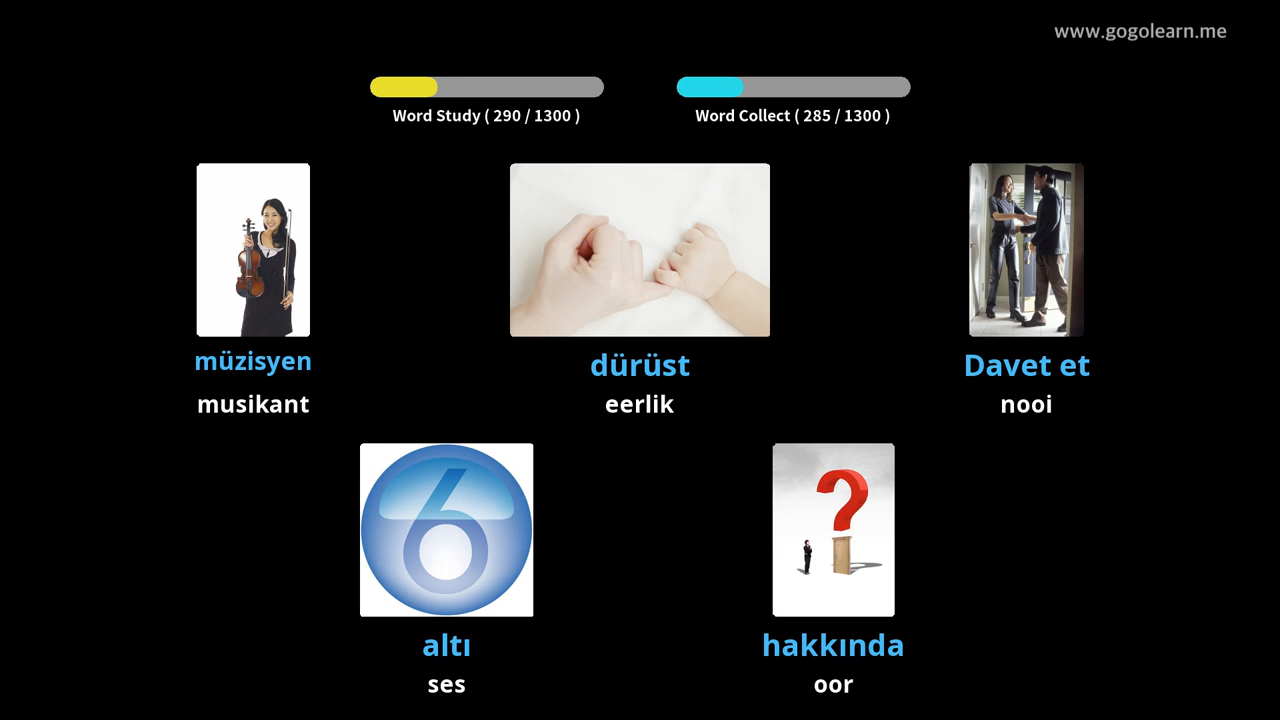 www.gogolearn.me
Word Study ( 290 / 1300 )
Word Collect ( 285 / 1300 )
müzisyen
musikant
dürüst
eerlik
Davet et
nooi
6
altı
ses
?
hakkında
oor